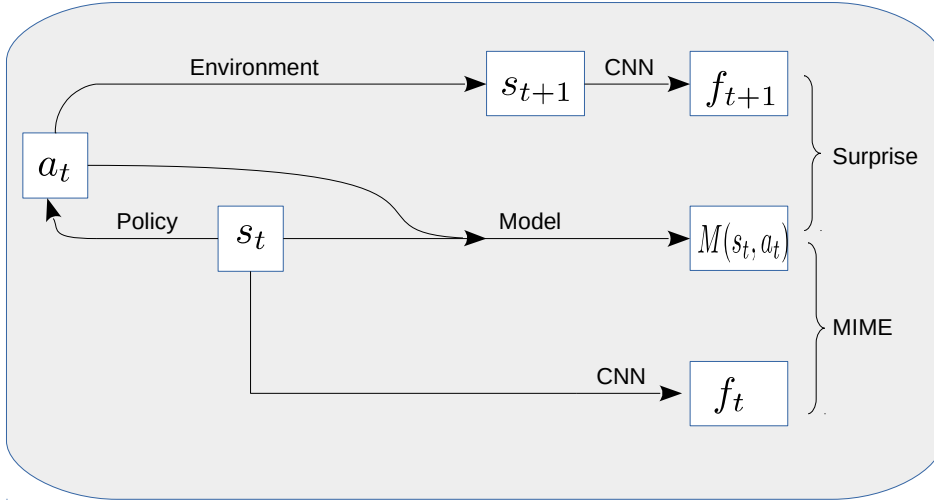 Environment
CNN
s_{t+1}
f_{t+1}
a_t
Surprise
Policy
s_t
Model
M(s_t, a_t)
MIME
CNN
f_t